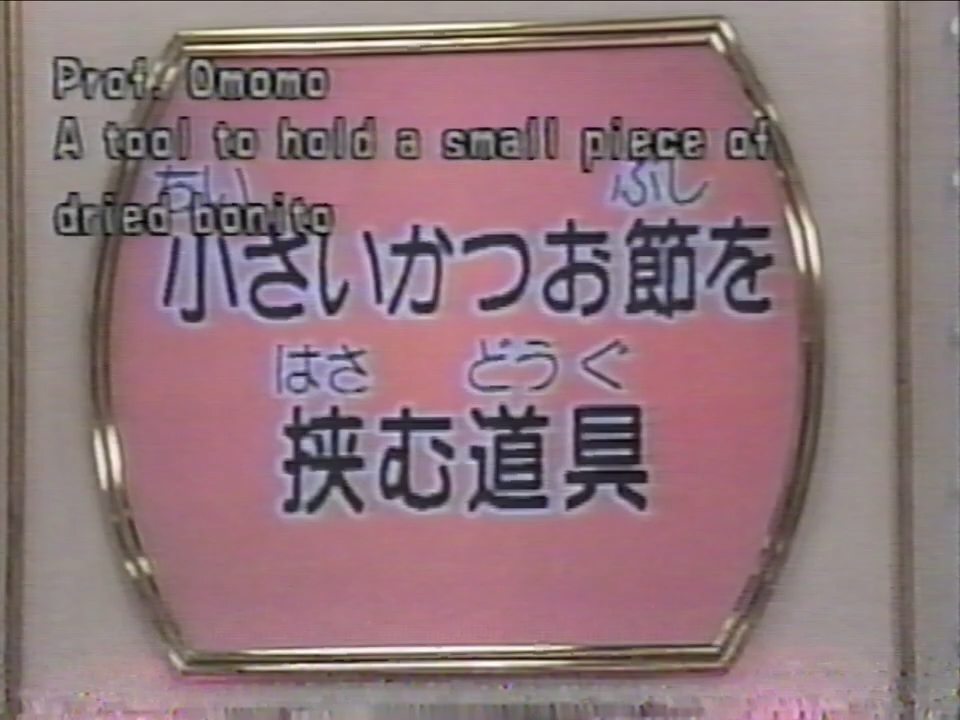 Prof. Omomo
A tool to hold a small piece of
dried bonito
ちい ぶし
小さいかつお節を
はさ どうぐ
挟む道具